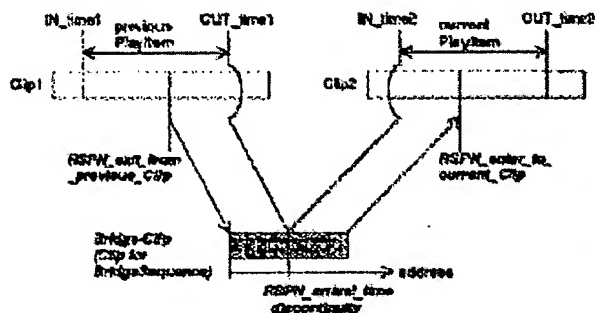 IN_time1
previous
PlayItem
OUT_time1
IN_time2
current
PlayItem
OUT_time2
Clip1
Clip2
RSPN_exit_from
_previous_Clip
RSPN_enter_to_
current_Clip
Bridge-Clip
(Clip for
BridgeSequence)
address
RSPN_arrival_time
discontinuity